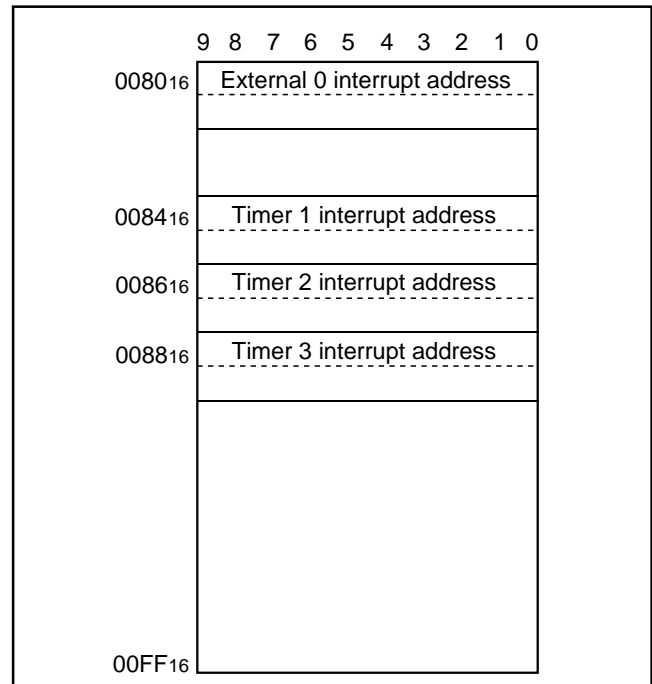 9 8 7 6 5 4 3 2 1 0
008016 External 0 interrupt address
008416 Timer 1 interrupt address
008616 Timer 2 interrupt address
008816 Timer 3 interrupt address
00FF16